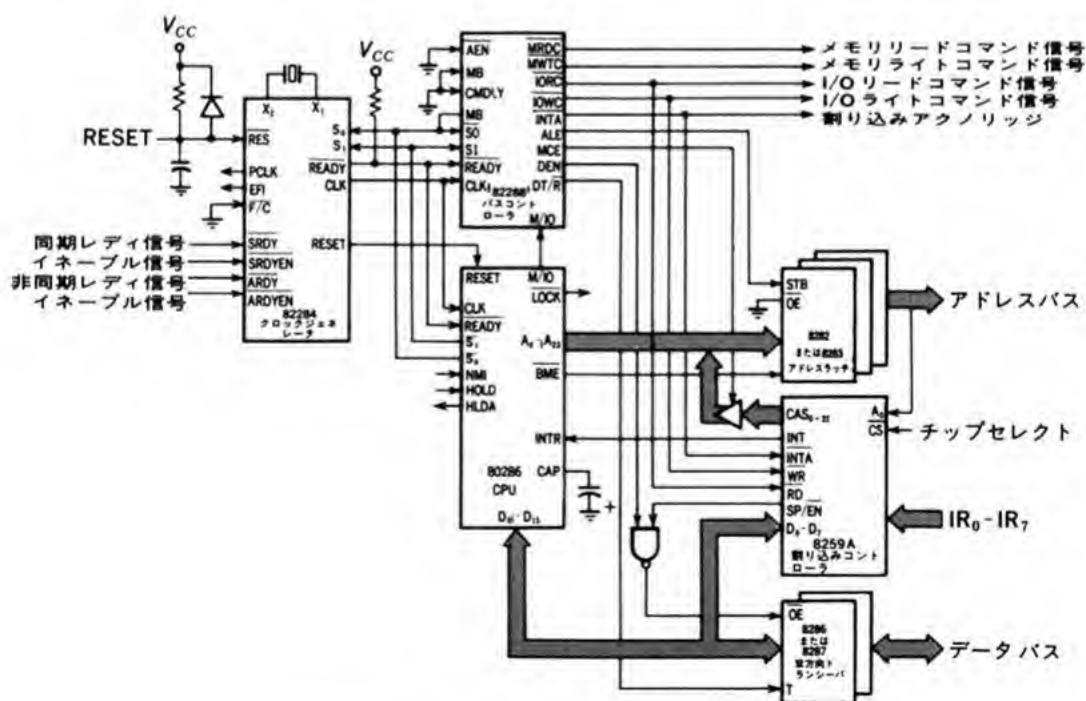 VCC
RESET
X₂ X₁
RES
PCLK
EFI
F/C
SRDY
SRDYEN
ARDY
ARDYEN
S₀
S₁
READY
CLK
RESET
82284
クロックジェネ
レータ
同期レディ信号
イネーブル信号
非同期レディ信号
イネーブル信号
VCC
AEN
MB
CMDLY
MB
S0
S1
READY
CLK
MRDC
MWTC
IORC
IOWC
INTA
ALE
MCE
DEN
DT/R
82288
バスコント
ローラ
M/IO
メモリリードコマンド信号
メモリライトコマンド信号
I/Oリードコマンド信号
I/Oライトコマンド信号
割り込みアクノリッジ
RESET
M/IO
LOCK
CLK
READY
S₁
S₀
NMI
HOLD
HLDA
BME
INTR
CAP
+
80286
CPU
STB
OE
8282
または8283
アドレスラッチ
アドレスバス
A₀
CS
チップセレクト
INT
INTA
WR
RD
SP/EN
D₀-D₇
8259A
割り込みコント
ローラ
IR₀-IR₇
OE
8286
または
8287
双方向ト
ランシーバ
T
データバス